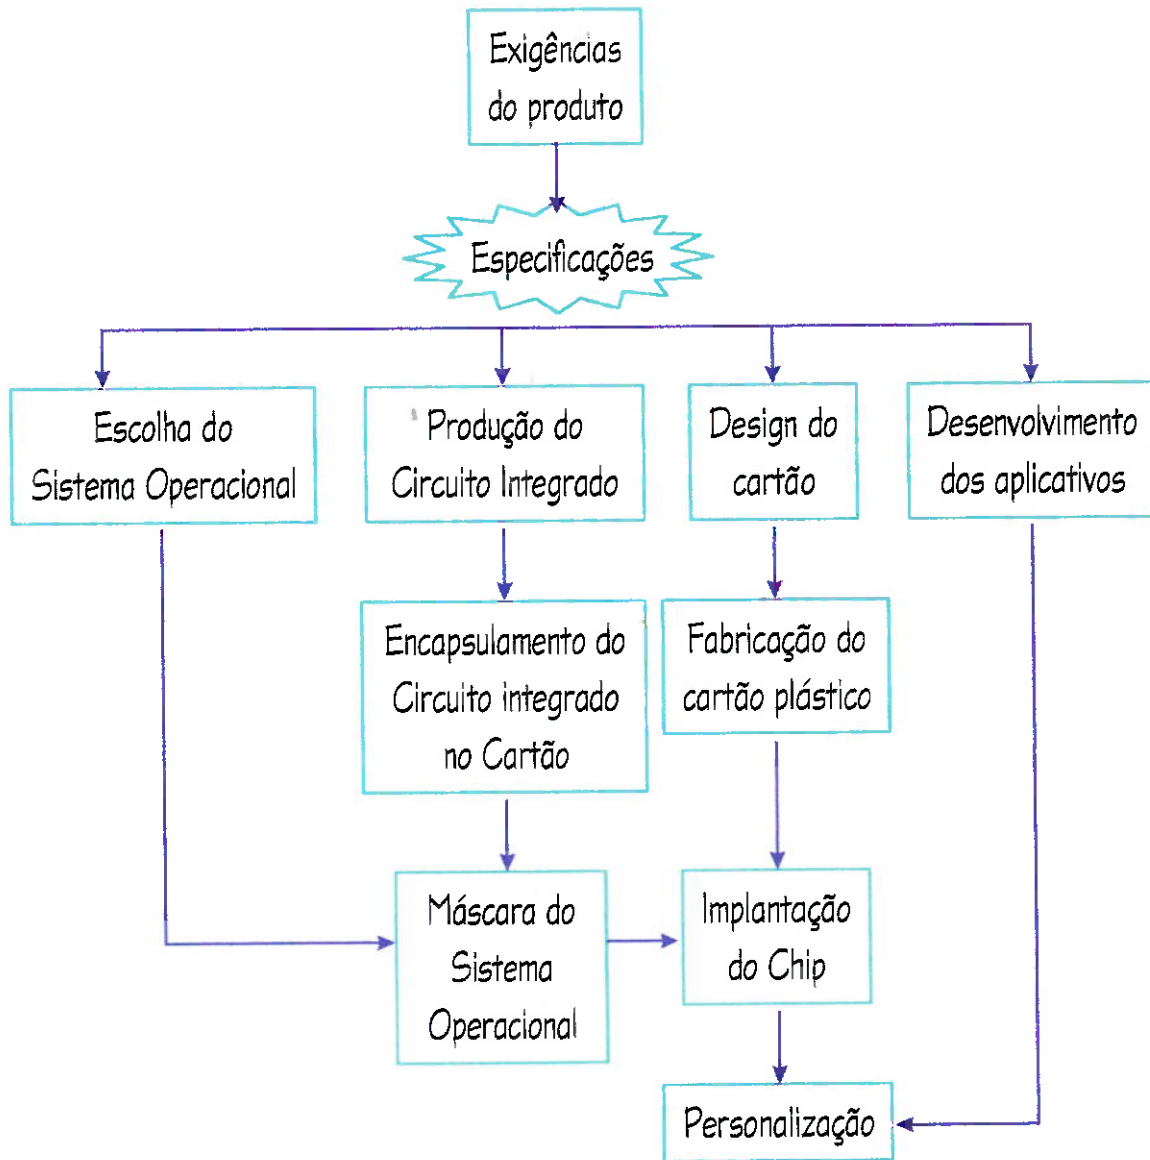 Exigências
do produto
Especificações
Escolha do
Sistema Operacional
Produção do
Circuito Integrado
Design do
cartão
Desenvolvimento
dos aplicativos
Encapsulamento do
Circuito integrado
no Cartão
Fabricação do
cartão plástico
Máscara do
Sistema
Operacional
Implantação
do Chip
Personalização